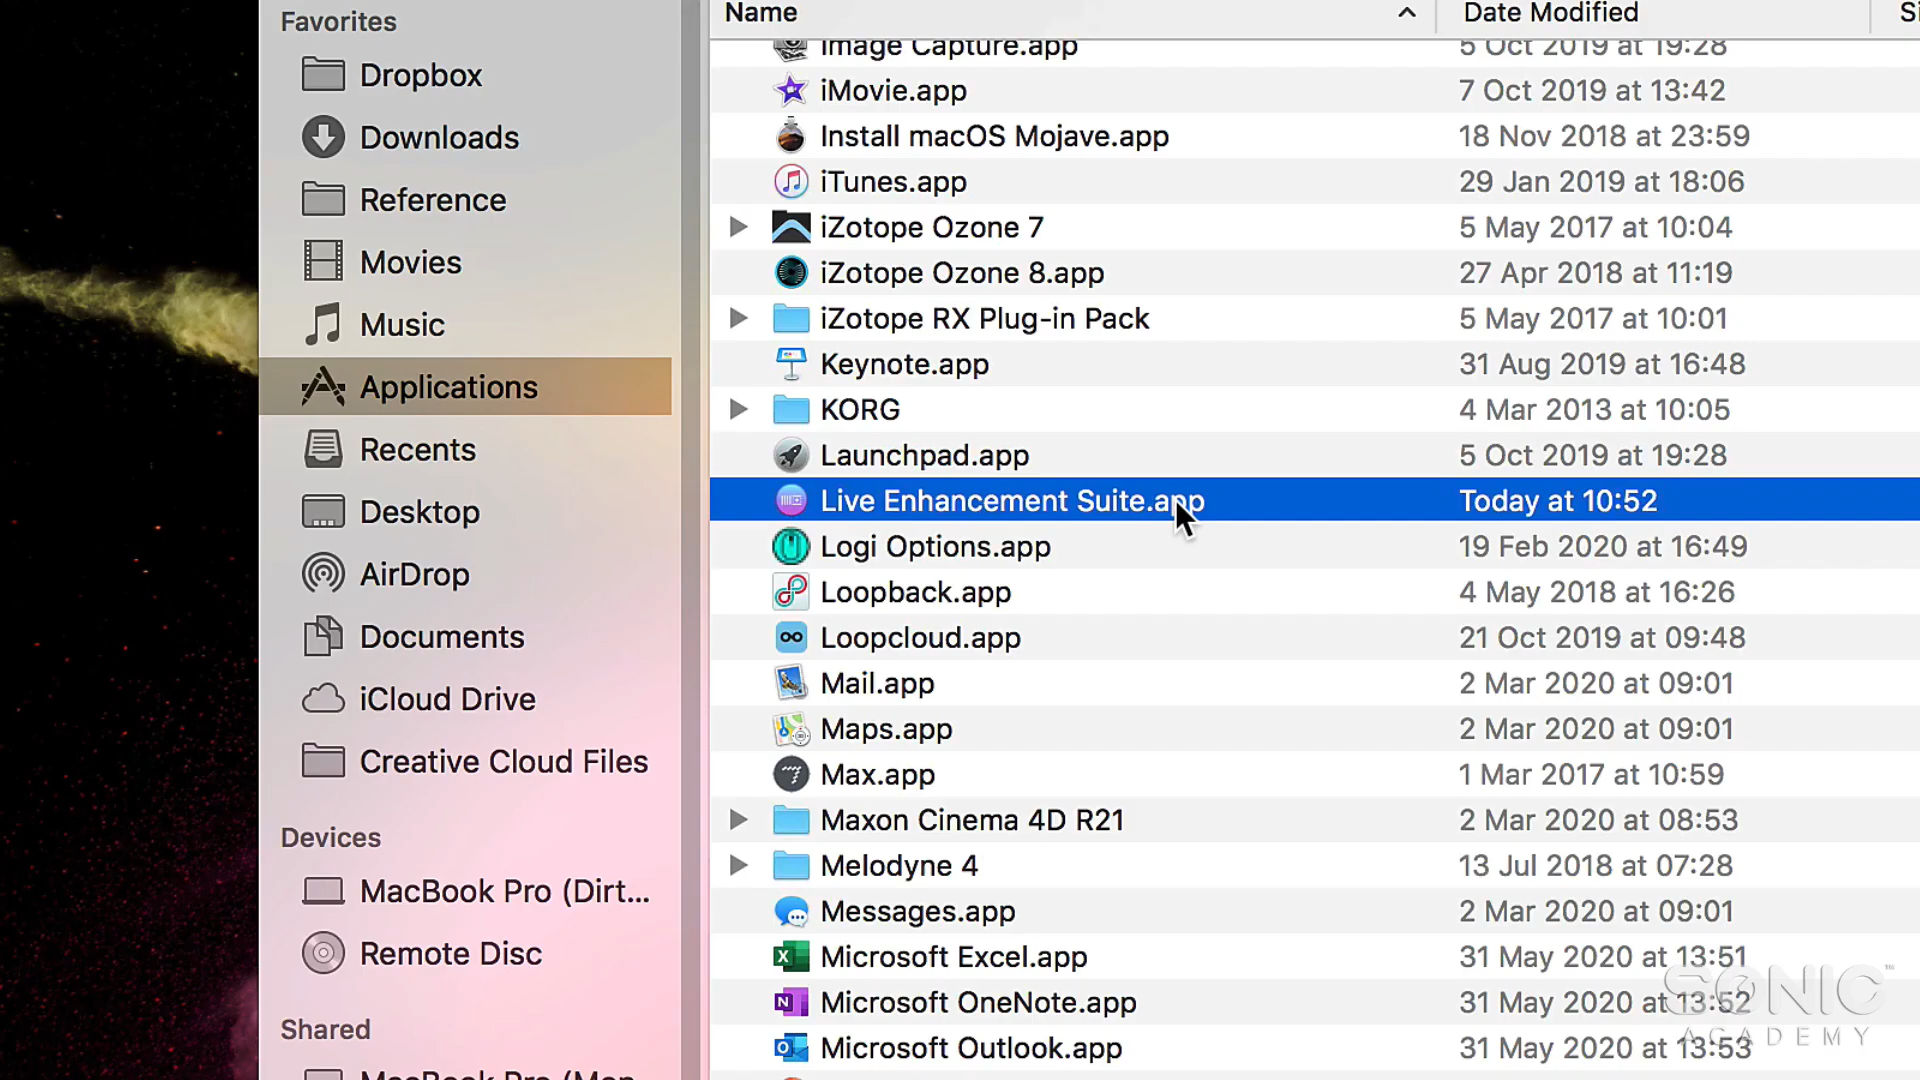 Favorites
Dropbox
Downloads
Reference
Movies
Music
Applications
Recents
Desktop
AirDrop
Documents
iCloud Drive
Creative Cloud Files
Devices
MacBook Pro (Dirt...
Remote Disc
Shared
MacBook Pro (Mon
Name Date Modified Si
Image Capture.app 5 Oct 2019 at 19:28
iMovie.app 7 Oct 2019 at 13:42
Install macOS Mojave.app 18 Nov 2018 at 23:59
iTunes.app 29 Jan 2019 at 18:06
iZotope Ozone 7 5 May 2017 at 10:04
iZotope Ozone 8.app 27 Apr 2018 at 11:19
iZotope RX Plug-in Pack 5 May 2017 at 10:01
Keynote.app 31 Aug 2019 at 16:48
KORG 4 Mar 2013 at 10:05
Launchpad.app 5 Oct 2019 at 19:28
Live Enhancement Suite.app Today at 10:52
Logi Options.app 19 Feb 2020 at 16:49
Loopback.app 4 May 2018 at 16:26
Loopcloud.app 21 Oct 2019 at 09:48
Mail.app 2 Mar 2020 at 09:01
Maps.app 2 Mar 2020 at 09:01
Max.app 1 Mar 2017 at 10:59
Maxon Cinema 4D R21 2 Mar 2020 at 08:53
Melodyne 4 13 Jul 2018 at 07:28
Messages.app 2 Mar 2020 at 09:01
Microsoft Excel.app 31 May 2020 at 13:51
Microsoft OneNote.app 31 May 2020 at 13:52
Microsoft Outlook.app 31 May 2020 at 13:53
SONIC™
ACADEMY